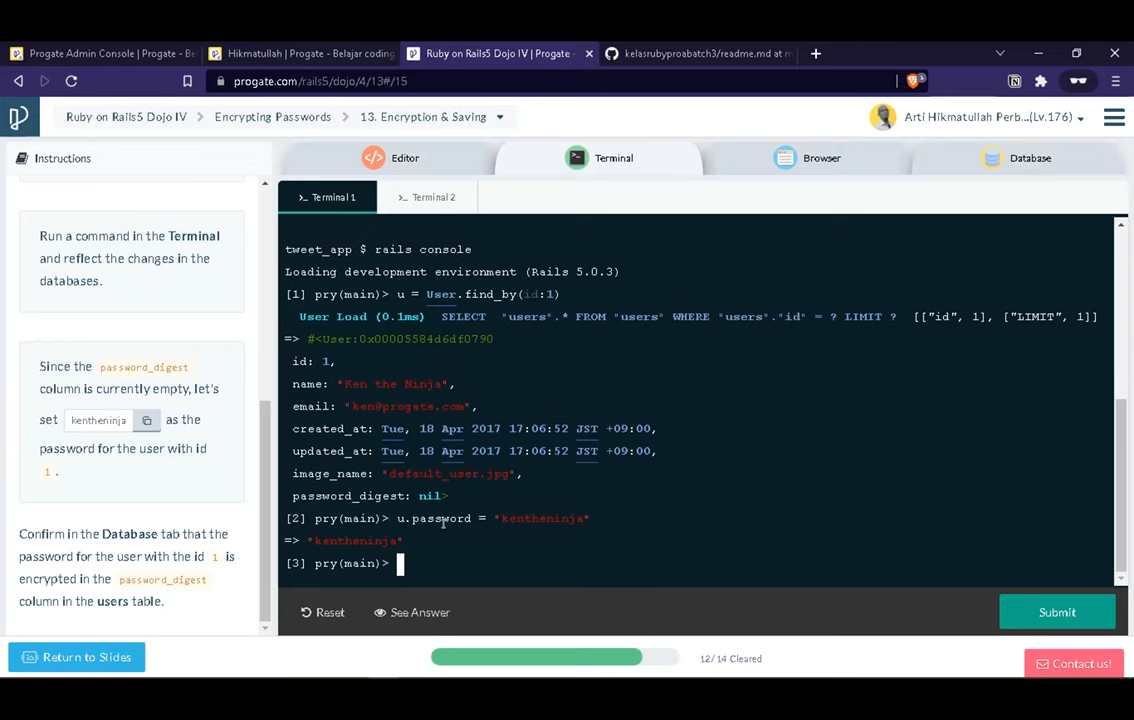 Progate Admin Console | Progate - Be
Hikmatullah | Progate - Belajar coding
Ruby on Rails5 Dojo IV | Progate -
kelasrubyproabatch3/readme.md at m
progate.com/rails5/dojo/4/13#/15
Ruby on Rails5 Dojo IV
Encrypting Passwords
13. Encryption & Saving
Arti Hikmatullah Perb...(Lv.176)
Instructions
Editor
Terminal
Browser
Database
Terminal 1
Terminal 2
Run a command in the Terminal
and reflect the changes in the
databases.
Since the password_digest
column is currently empty, let's
set kentheninja as the
password for the user with id
1 .
Confirm in the Database tab that the
password for the user with the id 1 is
encrypted in the password_digest
column in the users table.
tweet_app $ rails console
Loading development environment (Rails 5.0.3)
[1] pry(main)> u = User.find_by(id:1)
User Load (0.1ms) SELECT "users".* FROM "users" WHERE "users"."id" = ? LIMIT ? [["id", 1], ["LIMIT", 1]]
=> #<User:0x00005584d6df0790
id: 1,
name: "Ken the Ninja",
email: "ken@progate.com",
created_at: Tue, 18 Apr 2017 17:06:52 JST +09:00,
updated_at: Tue, 18 Apr 2017 17:06:52 JST +09:00,
image_name: "default_user.jpg",
password_digest: nil>
[2] pry(main)> u.password = "kentheninja"
=> "kentheninja"
[3] pry(main)>
Reset
See Answer
Submit
Return to Slides
12/14 Cleared
Contact us!